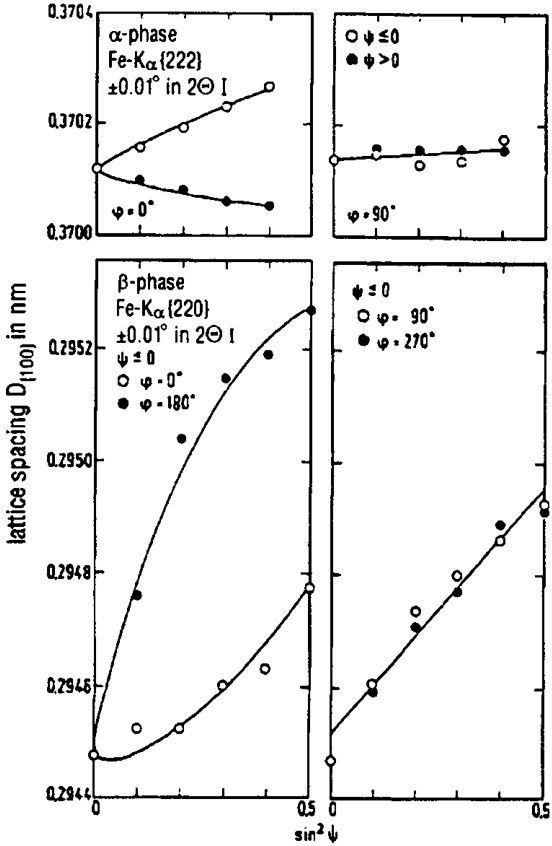 0.3704
0.3702
0.3700
α-phase
Fe-Kα{222}
±0.01° in 2Θ I
φ=0°
○ ψ≤0
● ψ>0
φ=90°
lattice spacing D[100] in nm
0.2952
0.2950
0.2948
0.2946
0.2944
β-phase
Fe-Kα{220}
±0.01° in 2Θ I
ψ≤0
○ φ=0°
● φ=180°
ψ≤0
○ φ= 90°
● φ=270°
0
0.5
0
0.5
sin² ψ